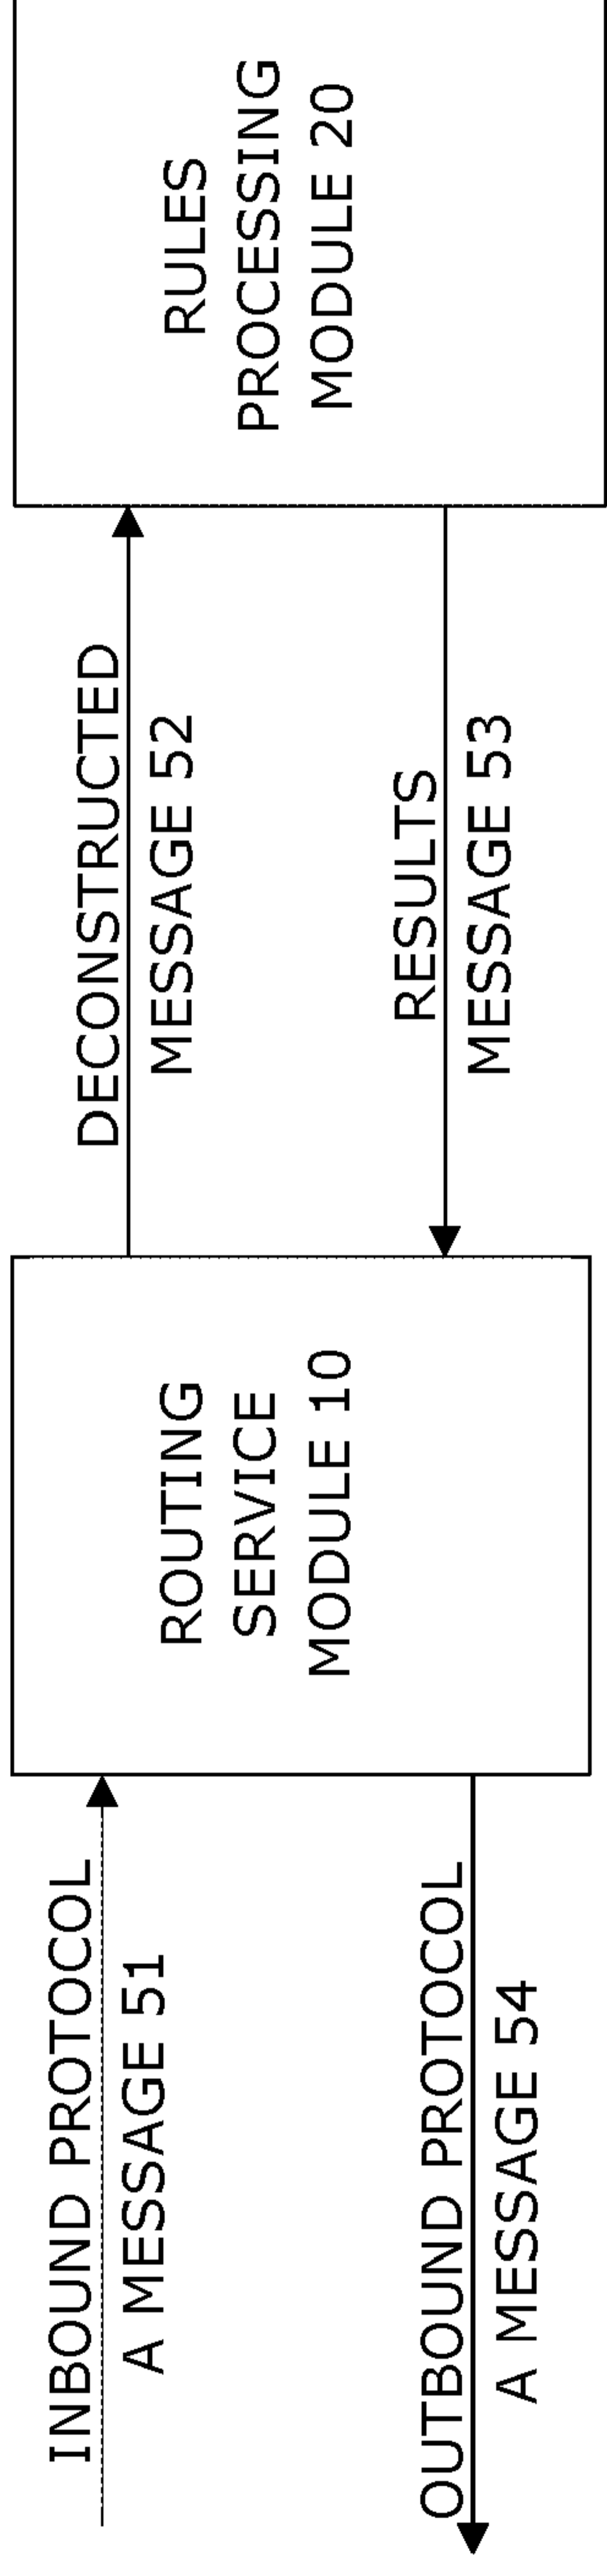 INBOUND PROTOCOL
A MESSAGE 51
OUTBOUND PROTOCOL
A MESSAGE 54
ROUTING
SERVICE
MODULE 10
DECONSTRUCTED
MESSAGE 52
RESULTS
MESSAGE 53
RULES
PROCESSING
MODULE 20